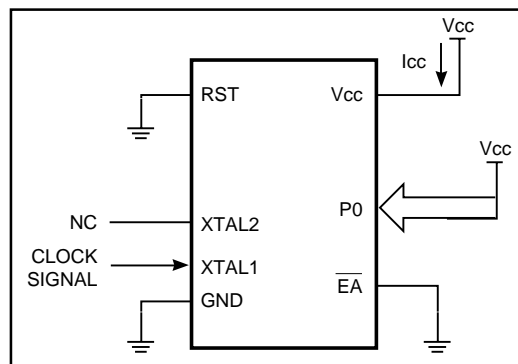 Vcc
Icc
RST
Vcc
Vcc
NC
XTAL2
P0
CLOCK
SIGNAL
XTAL1
EA
GND